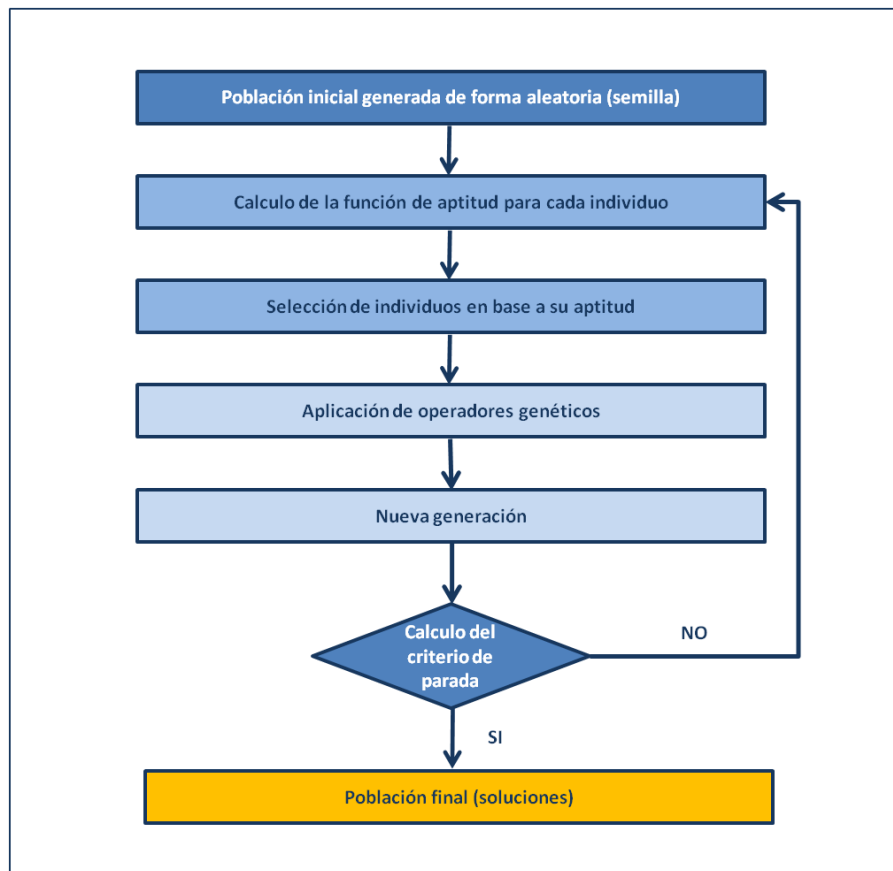 Población inicial generada de forma aleatoria (semilla)
Calculo de la función de aptitud para cada individuo
Selección de individuos en base a su aptitud
Aplicación de operadores genéticos
Nueva generación
Calculo del
criterio de
parada
NO
SI
Población final (soluciones)